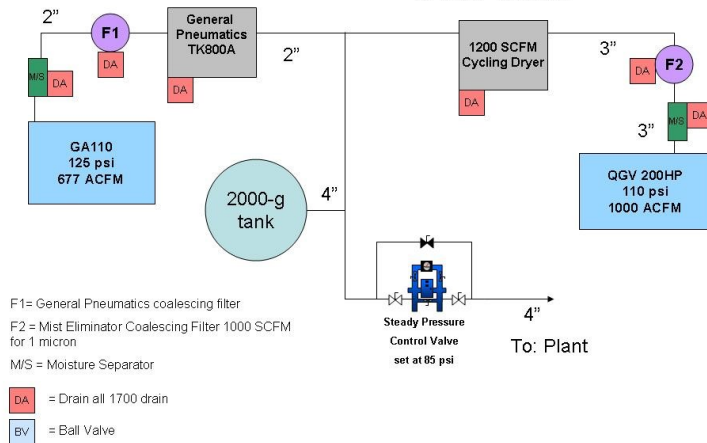 2”
F1
General
Pneumatics
TK800A
2”
1200 SCFM
Cycling Dryer
3”
F2
DA
DA
DA
DA
M/S
DA
M/S
DA
3”
GA110
125 psi
677 ACFM
QGV 200HP
110 psi
1000 ACFM
2000-g
tank
4”
F1= General Pneumatics coalescing filter
F2 = Mist Eliminator Coalescing Filter 1000 SCFM
for 1 micron
M/S = Moisture Separator
DA = Drain all 1700 drain
BV = Ball Valve
Steady Pressure
Control Valve
set at 85 psi
4”
To: Plant